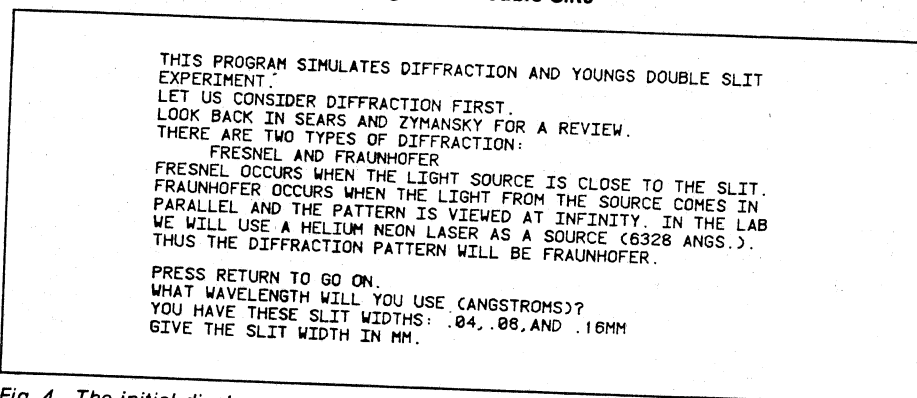 THIS PROGRAM SIMULATES DIFFRACTION AND YOUNGS DOUBLE SLIT
EXPERIMENT.
LET US CONSIDER DIFFRACTION FIRST.
LOOK BACK IN SEARS AND ZYMANSKY FOR A REVIEW.
THERE ARE TWO TYPES OF DIFFRACTION:
FRESNEL AND FRAUNHOFER
FRESNEL OCCURS WHEN THE LIGHT SOURCE IS CLOSE TO THE SLIT.
FRAUNHOFER OCCURS WHEN THE LIGHT FROM THE SOURCE COMES IN
PARALLEL AND THE PATTERN IS VIEWED AT INFINITY. IN THE LAB
WE WILL USE A HELIUM NEON LASER AS A SOURCE (6328 ANGS.).
THUS THE DIFFRACTION PATTERN WILL BE FRAUNHOFER.
PRESS RETURN TO GO ON.
WHAT WAVELENGTH WILL YOU USE (ANGSTROMS)?
YOU HAVE THESE SLIT WIDTHS: .04,.08,AND .16MM
GIVE THE SLIT WIDTH IN MM.
Fig. 4 The initial